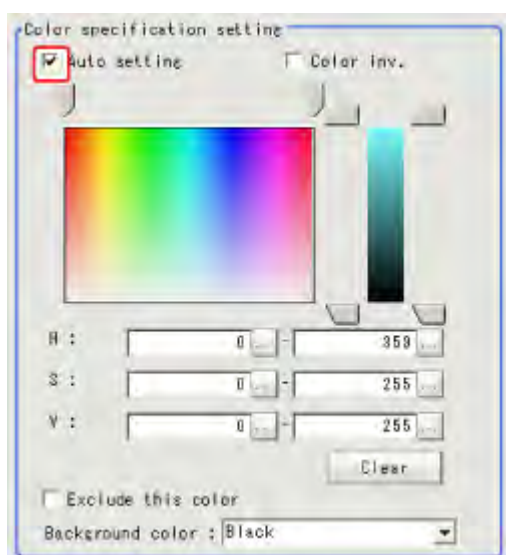 Color specification setting
Auto setting Color inv.
H : 0 ... - 359 ...
S : 0 ... - 255 ...
V : 0 ... - 255 ...
Clear
Exclude this color
Background color : Black